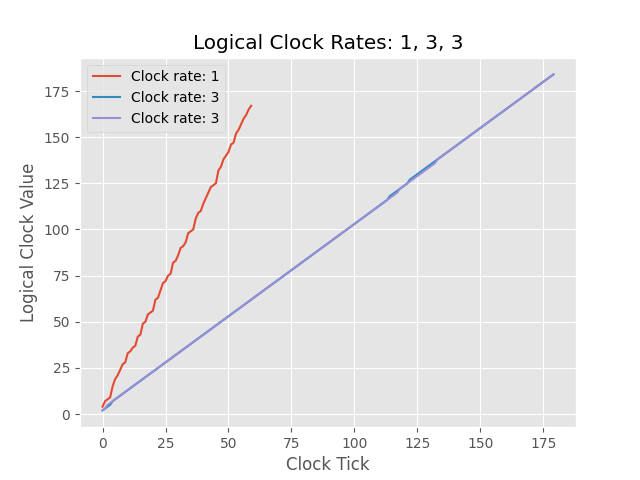 Logical Clock Rates: 1, 3, 3
Clock rate: 1
Clock rate: 3
Clock rate: 3
175
150
125
100
75
50
25
0
Logical Clock Value
0 25 50 75 100 125 150 175
Clock Tick